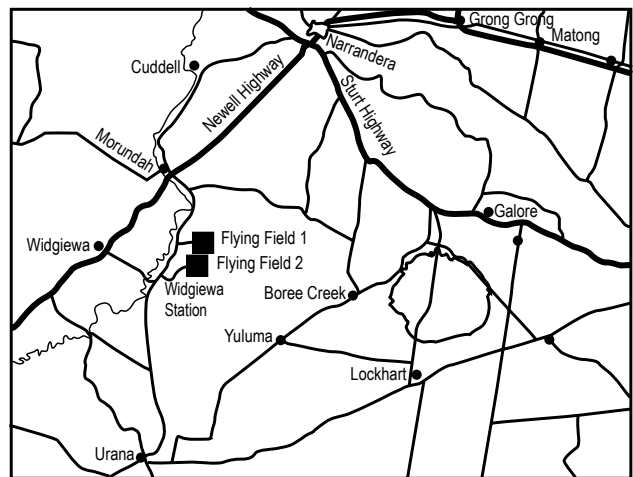 Grong Grong
Matong
Narrandera
Cuddell
Newell Highway
Sturt Highway
Morundah
Galore
Flying Field 1
Widgiewa
Flying Field 2
Widgiewa
Station
Boree Creek
Yuluma
Lockhart
Urana